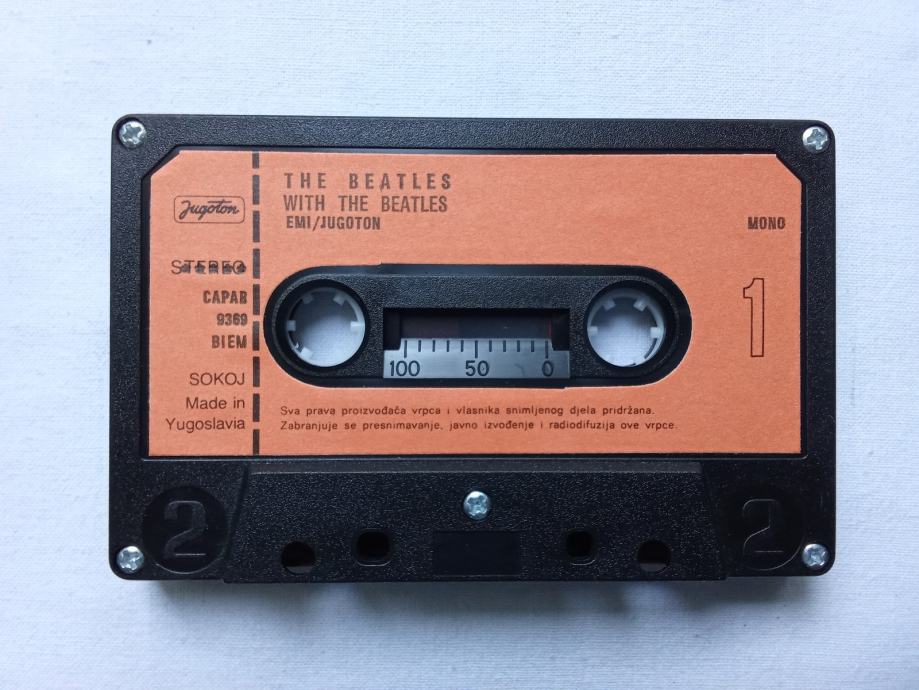 THE BEATLES
WITH THE BEATLES
EMI/JUGOTON
Jugoton
MONO
STEREO
CAPAB
9369
BIEM
SOKOJ
Made in
Yugoslavia
1
100 50 0
Sva prava proizvođača vrpca i vlasnika snimljenog djela pridržana.
Zabranjuje se presnimavanje, javno izvođenje i radiodifuzija ove vrpce.
2 2